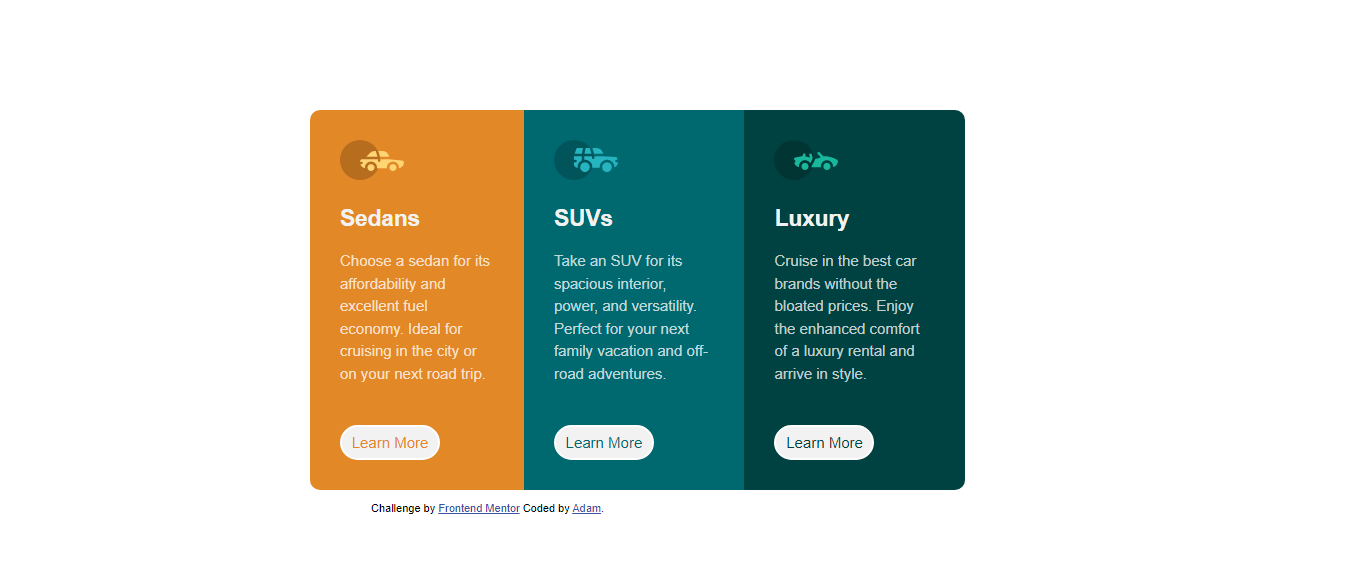 Sedans
Choose a sedan for its
affordability and
excellent fuel
economy. Ideal for
cruising in the city or
on your next road trip.
Learn More
SUVs
Take an SUV for its
spacious interior,
power, and versatility.
Perfect for your next
family vacation and off-
road adventures.
Learn More
Luxury
Cruise in the best car
brands without the
bloated prices. Enjoy
the enhanced comfort
of a luxury rental and
arrive in style.
Learn More
Challenge by Frontend Mentor Coded by Adam.